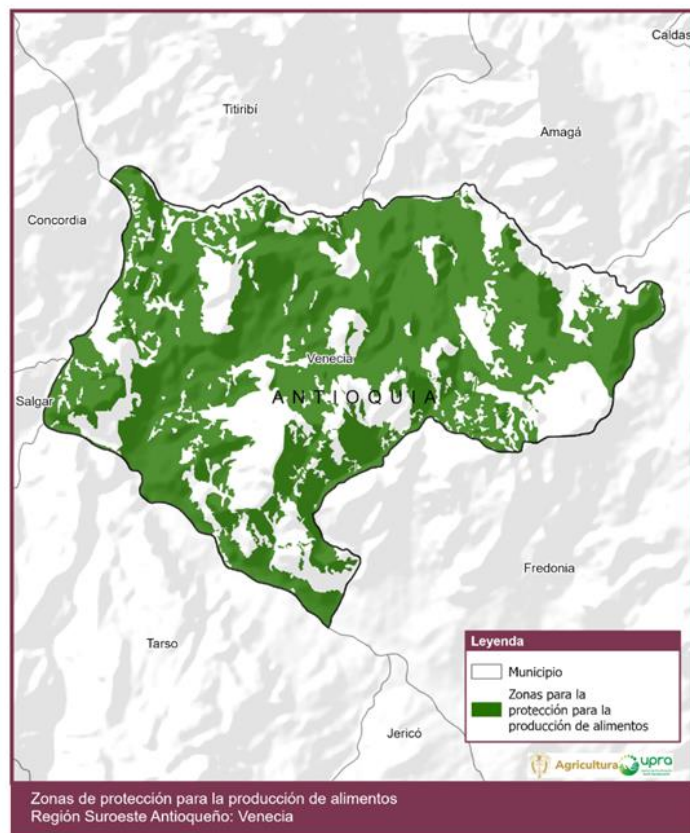 Caldas
Titiribí
Amagá
Concordia
Venecia
Salgar
ANTIOQUIA
Fredonia
Tarso
Jericó
Leyenda
Municipio
Zonas para la
protección para la
producción de alimentos
Agricultura
upra
Zonas de protección para la producción de alimentos
Región Suroeste Antioqueño: Venecia